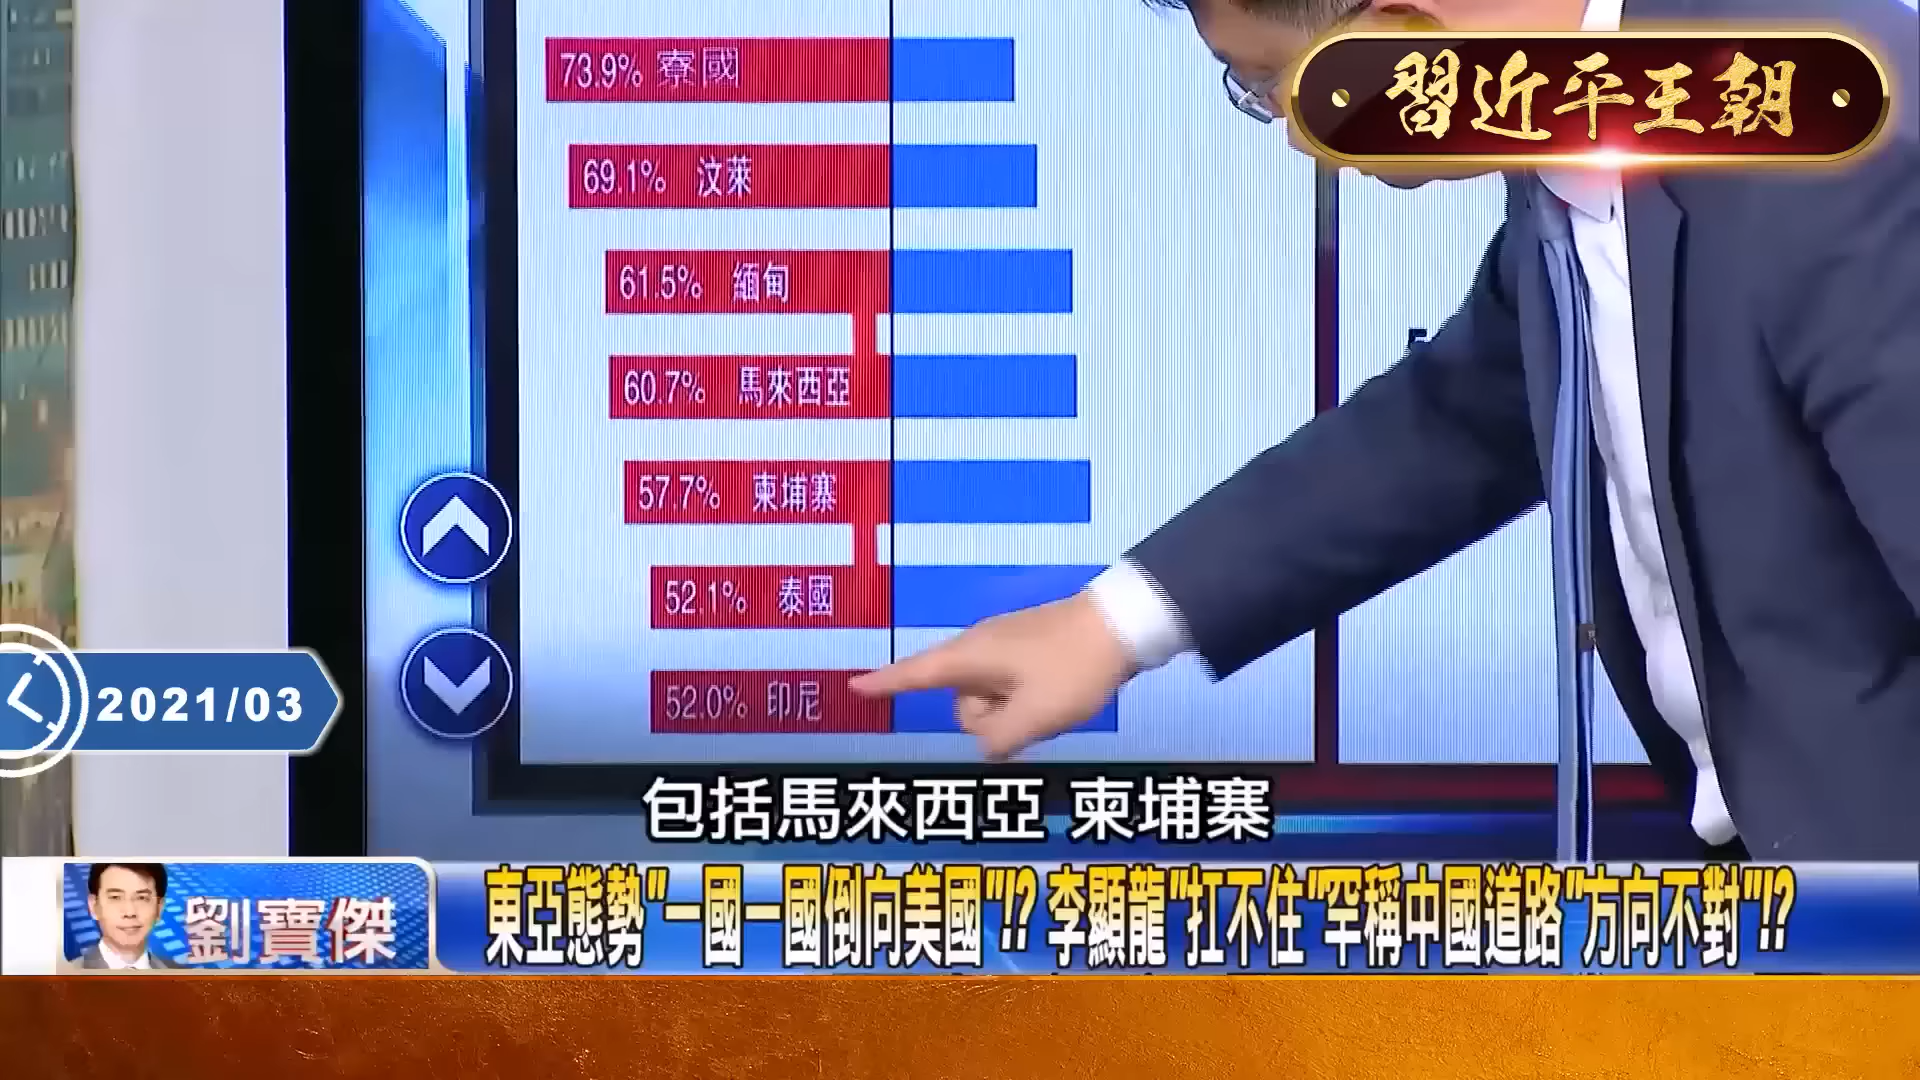 習近平王朝
73.9% 寮國
69.1% 汶萊
61.5% 緬甸
60.7% 馬來西亞
57.7% 柬埔寨
52.1% 泰國
52.0% 印尼
2021/03
包括馬來西亞 柬埔寨
劉寶傑
東亞態勢"一國一國倒向美國"!? 李顯龍"扛不住"罕稱中國道路"方向不對"!?